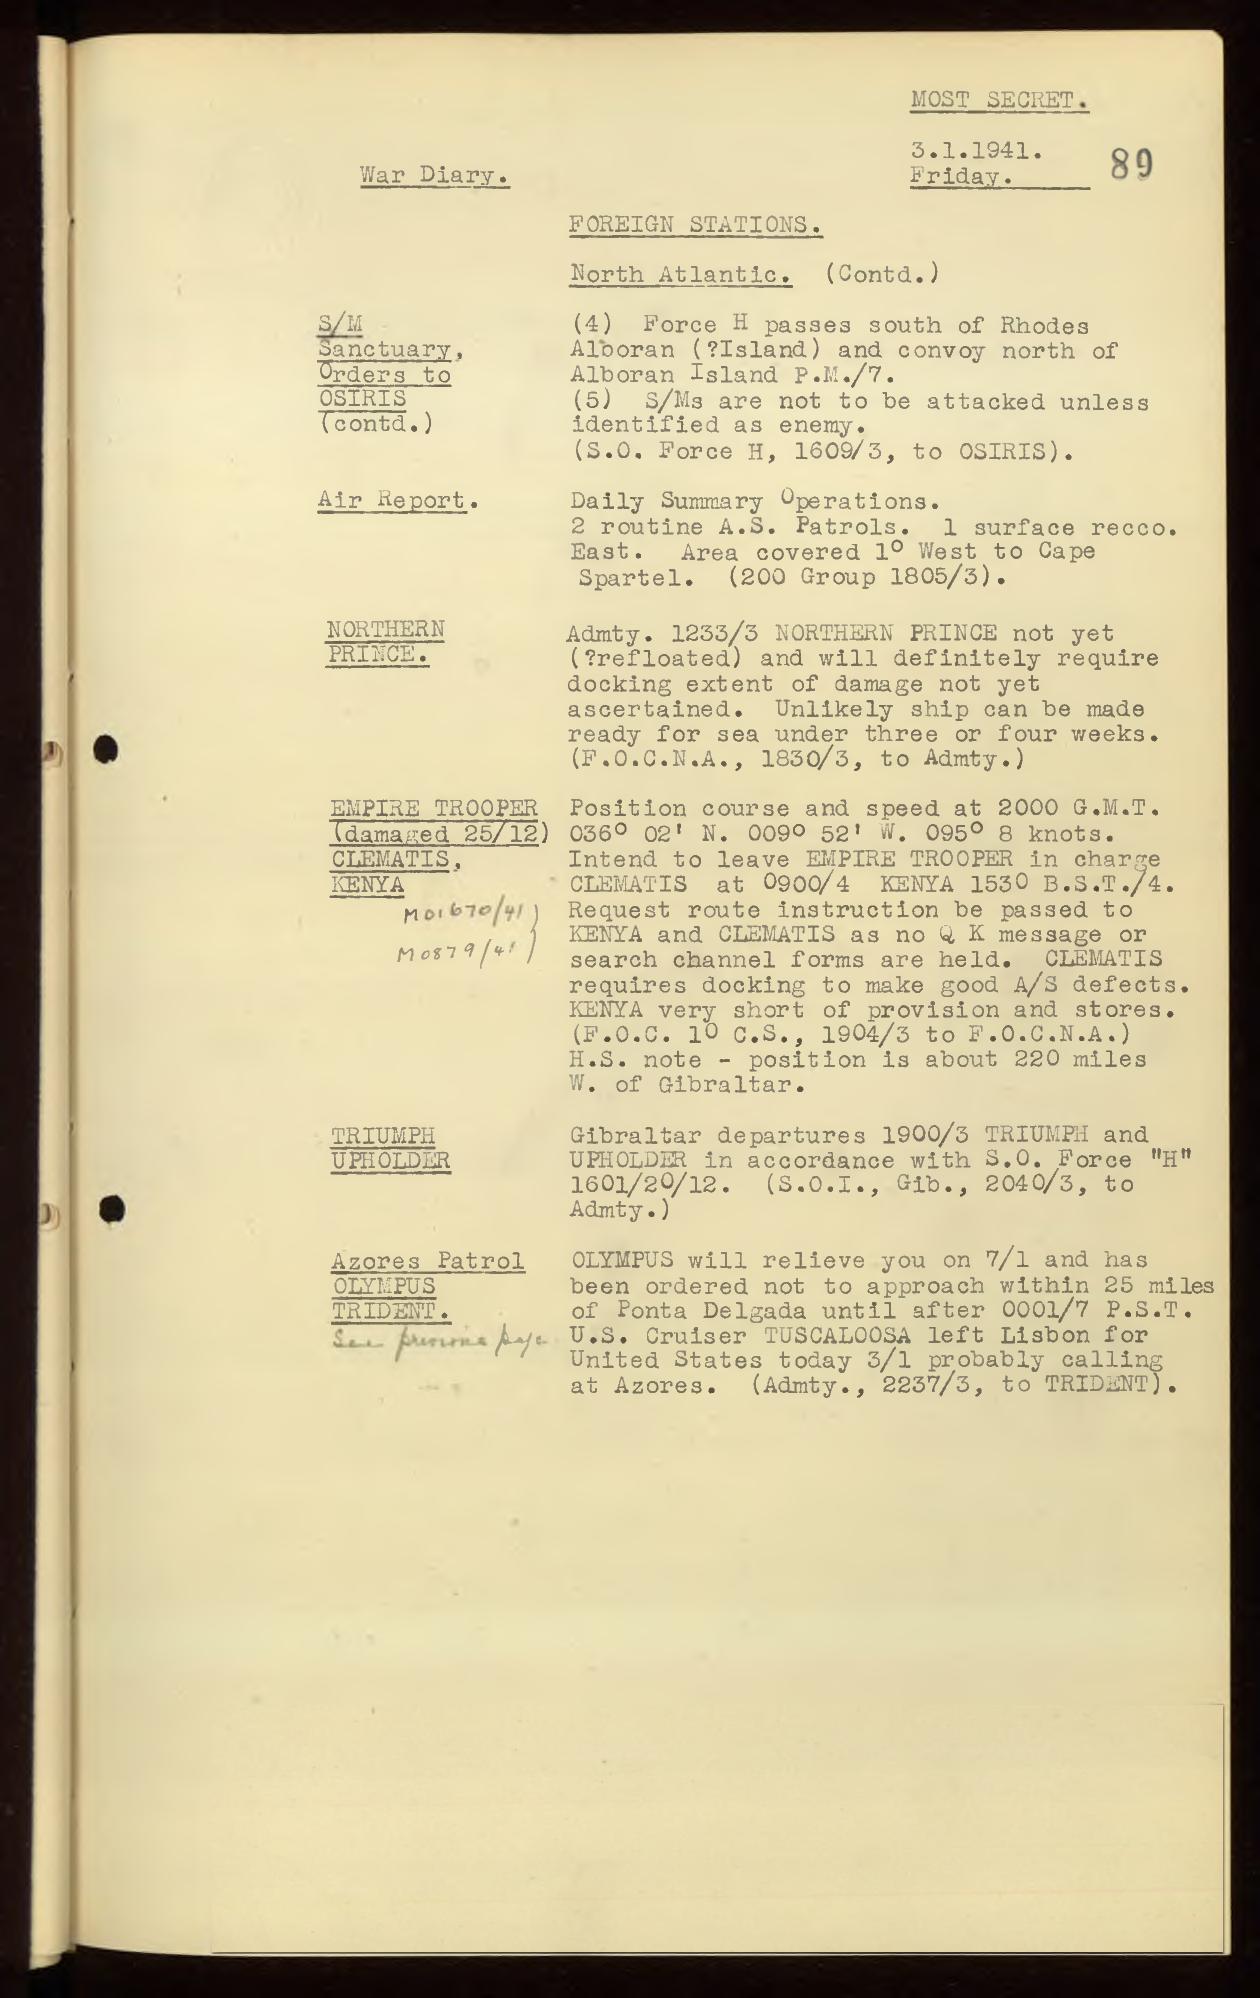 MOST SECRET.
3.1.1941.
89
War Diary.
Friday.
FOREIGN STATIONS.
North Atlantic. (Contd.)
S/M
Sanctuary,
Orders to
OSIRIS
(contd.)
(4) Force H passes south of Rhodes
Alboran (?Island) and convoy north of
Alboran Island P.M./7.
(5) S/Ms are not to be attacked unless
identified as enemy.
(S.O. Force H, 1609/3, to OSIRIS).
Air Report.
Daily Summary Operations.
2 routine A.S. Patrols. 1 surface recco.
East. Area covered 1° West to Cape
Spartel. (200 Group 1805/3).
NORTHERN
PRINCE.
Admty. 1233/3 NORTHERN PRINCE not yet
(?refloated) and will definitely require
docking extent of damage not yet
ascertained. Unlikely ship can be made
ready for sea under three or four weeks.
(F.O.C.N.A., 1830/3, to Admty.)
EMPIRE TROOPER
(damaged 25/12)
CLEMATIS,
KENYA
M01670/41)
M0879/41)
Position course and speed at 2000 G.M.T.
036° 02' N. 009° 52' W. 095° 8 knots.
Intend to leave EMPIRE TROOPER in charge
CLEMATIS at 0900/4 KENYA 1530 B.S.T./4.
Request route instruction be passed to
KENYA and CLEMATIS as no Q K message or
search channel forms are held. CLEMATIS
requires docking to make good A/S defects.
KENYA very short of provision and stores.
(F.O.C. 10 C.S., 1904/3 to F.O.C.N.A.)
H.S. note - position is about 220 miles
W. of Gibraltar.
TRIUMPH
UPHOLDER
Gibraltar departures 1900/3 TRIUMPH and
UPHOLDER in accordance with S.O. Force "H"
1601/20/12. (S.O.I., Gib., 2040/3, to
Admty.)
Azores Patrol
OLYMPUS
TRIDENT.
See previous page
OLYMPUS will relieve you on 7/1 and has
been ordered not to approach within 25 miles
of Ponta Delgada until after 0001/7 P.S.T.
U.S. Cruiser TUSCALOOSA left Lisbon for
United States today 3/1 probably calling
at Azores. (Admty., 2237/3, to TRIDENT).